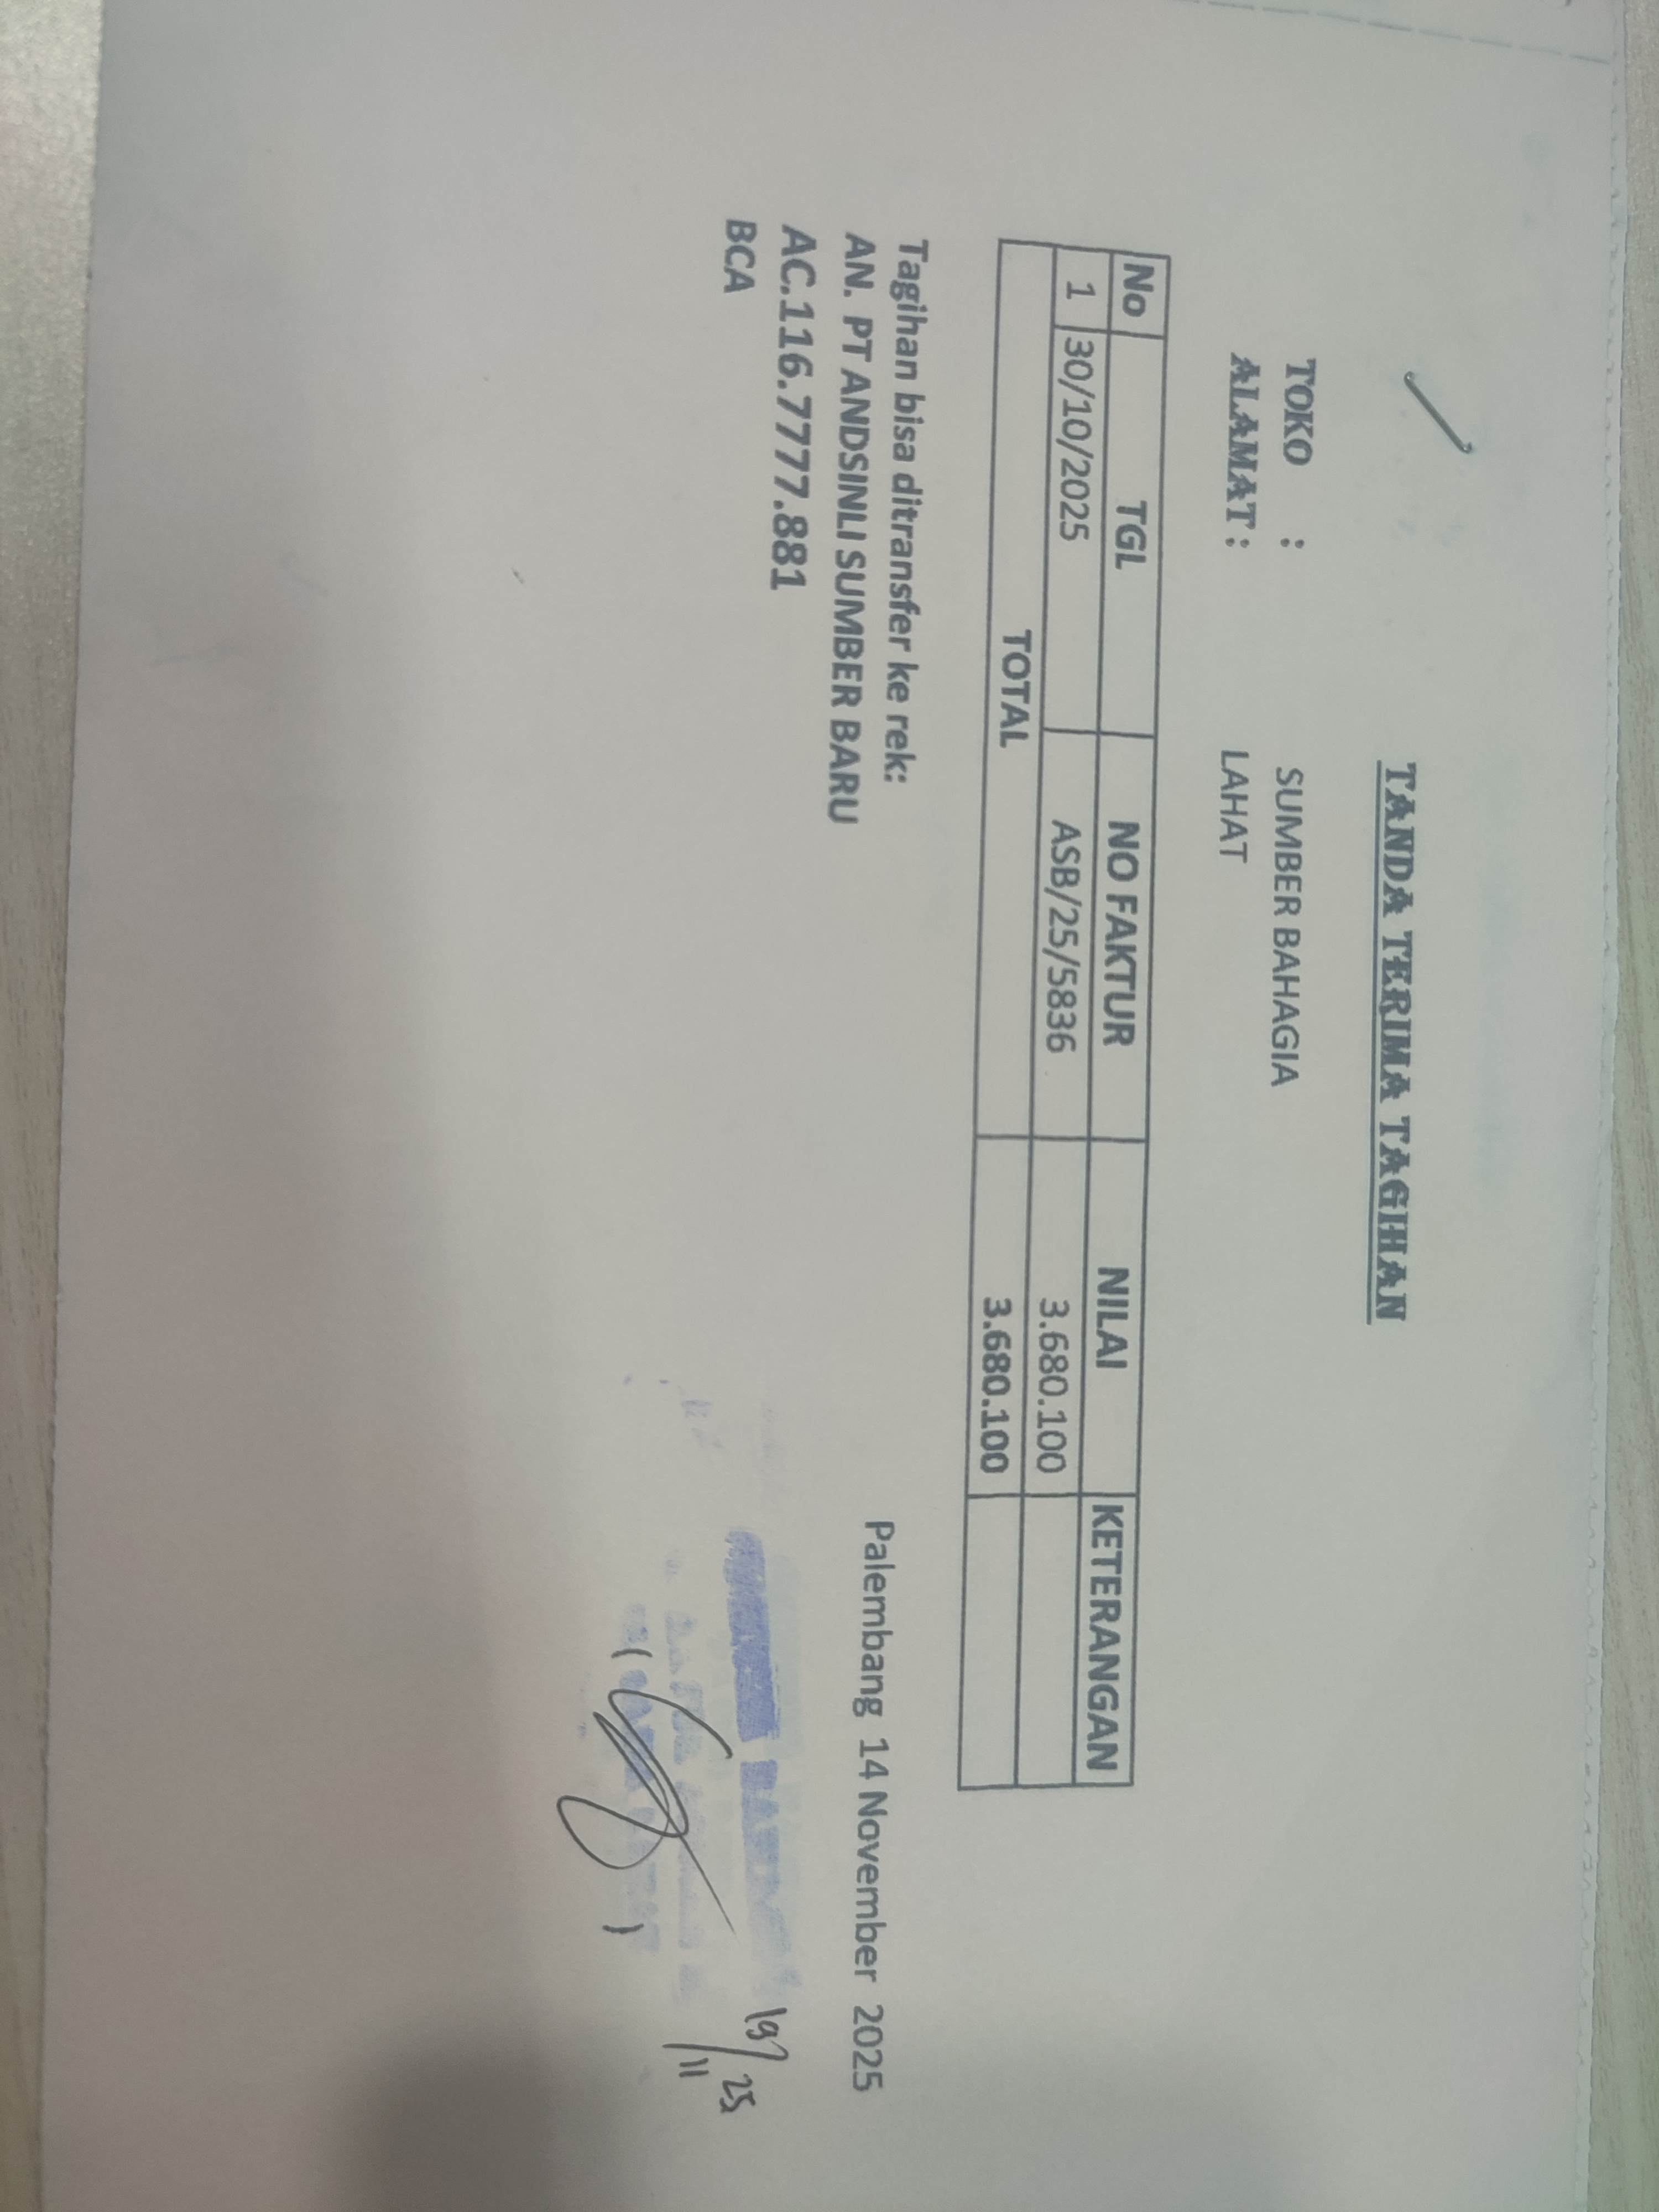 TANDA TERIMA TAGIHAN
TOKO : SUMBER BAHAGIA
ALAMAT : LAHAT
No TGL NO FAKTUR NILAI KETERANGAN
1 30/10/2025 ASB/25/5836 3.680.100
TOTAL 3.680.100
Tagihan bisa ditransfer ke rek:
AN. PT ANDSINLI SUMBER BARU
AC.116.7777.881
BCA
Palembang 14 November 2025
19/11 25